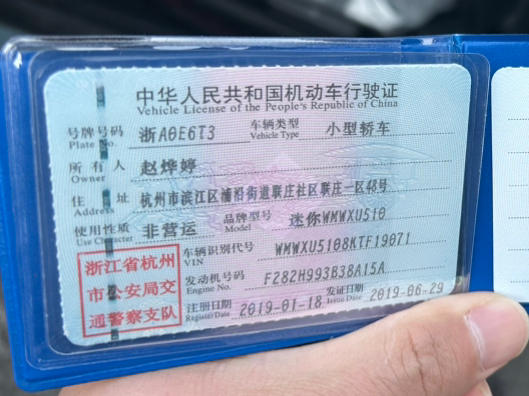 中华人民共和国机动车行驶证
Vehicle License of the People's Republic of China
号牌号码 浙A0E6T3 车辆类型 小型轿车
Plate No. Vehicle Type
所有人 赵烨婷
Owner
住址 杭州市滨江区浦沿街道联庄社区联庄一区48号
Address
使用性质 非营运 品牌型号 迷你WMWXU510
Use Character Model
浙江省杭州
市公安局交
通警察支队
车辆识别代号 WMWXU5108KTF19071
VIN
发动机号码 F282H993B38A15A
Engine No.
注册日期 2019-01-18 发证日期 2019-06-29
Register Date Issue Date